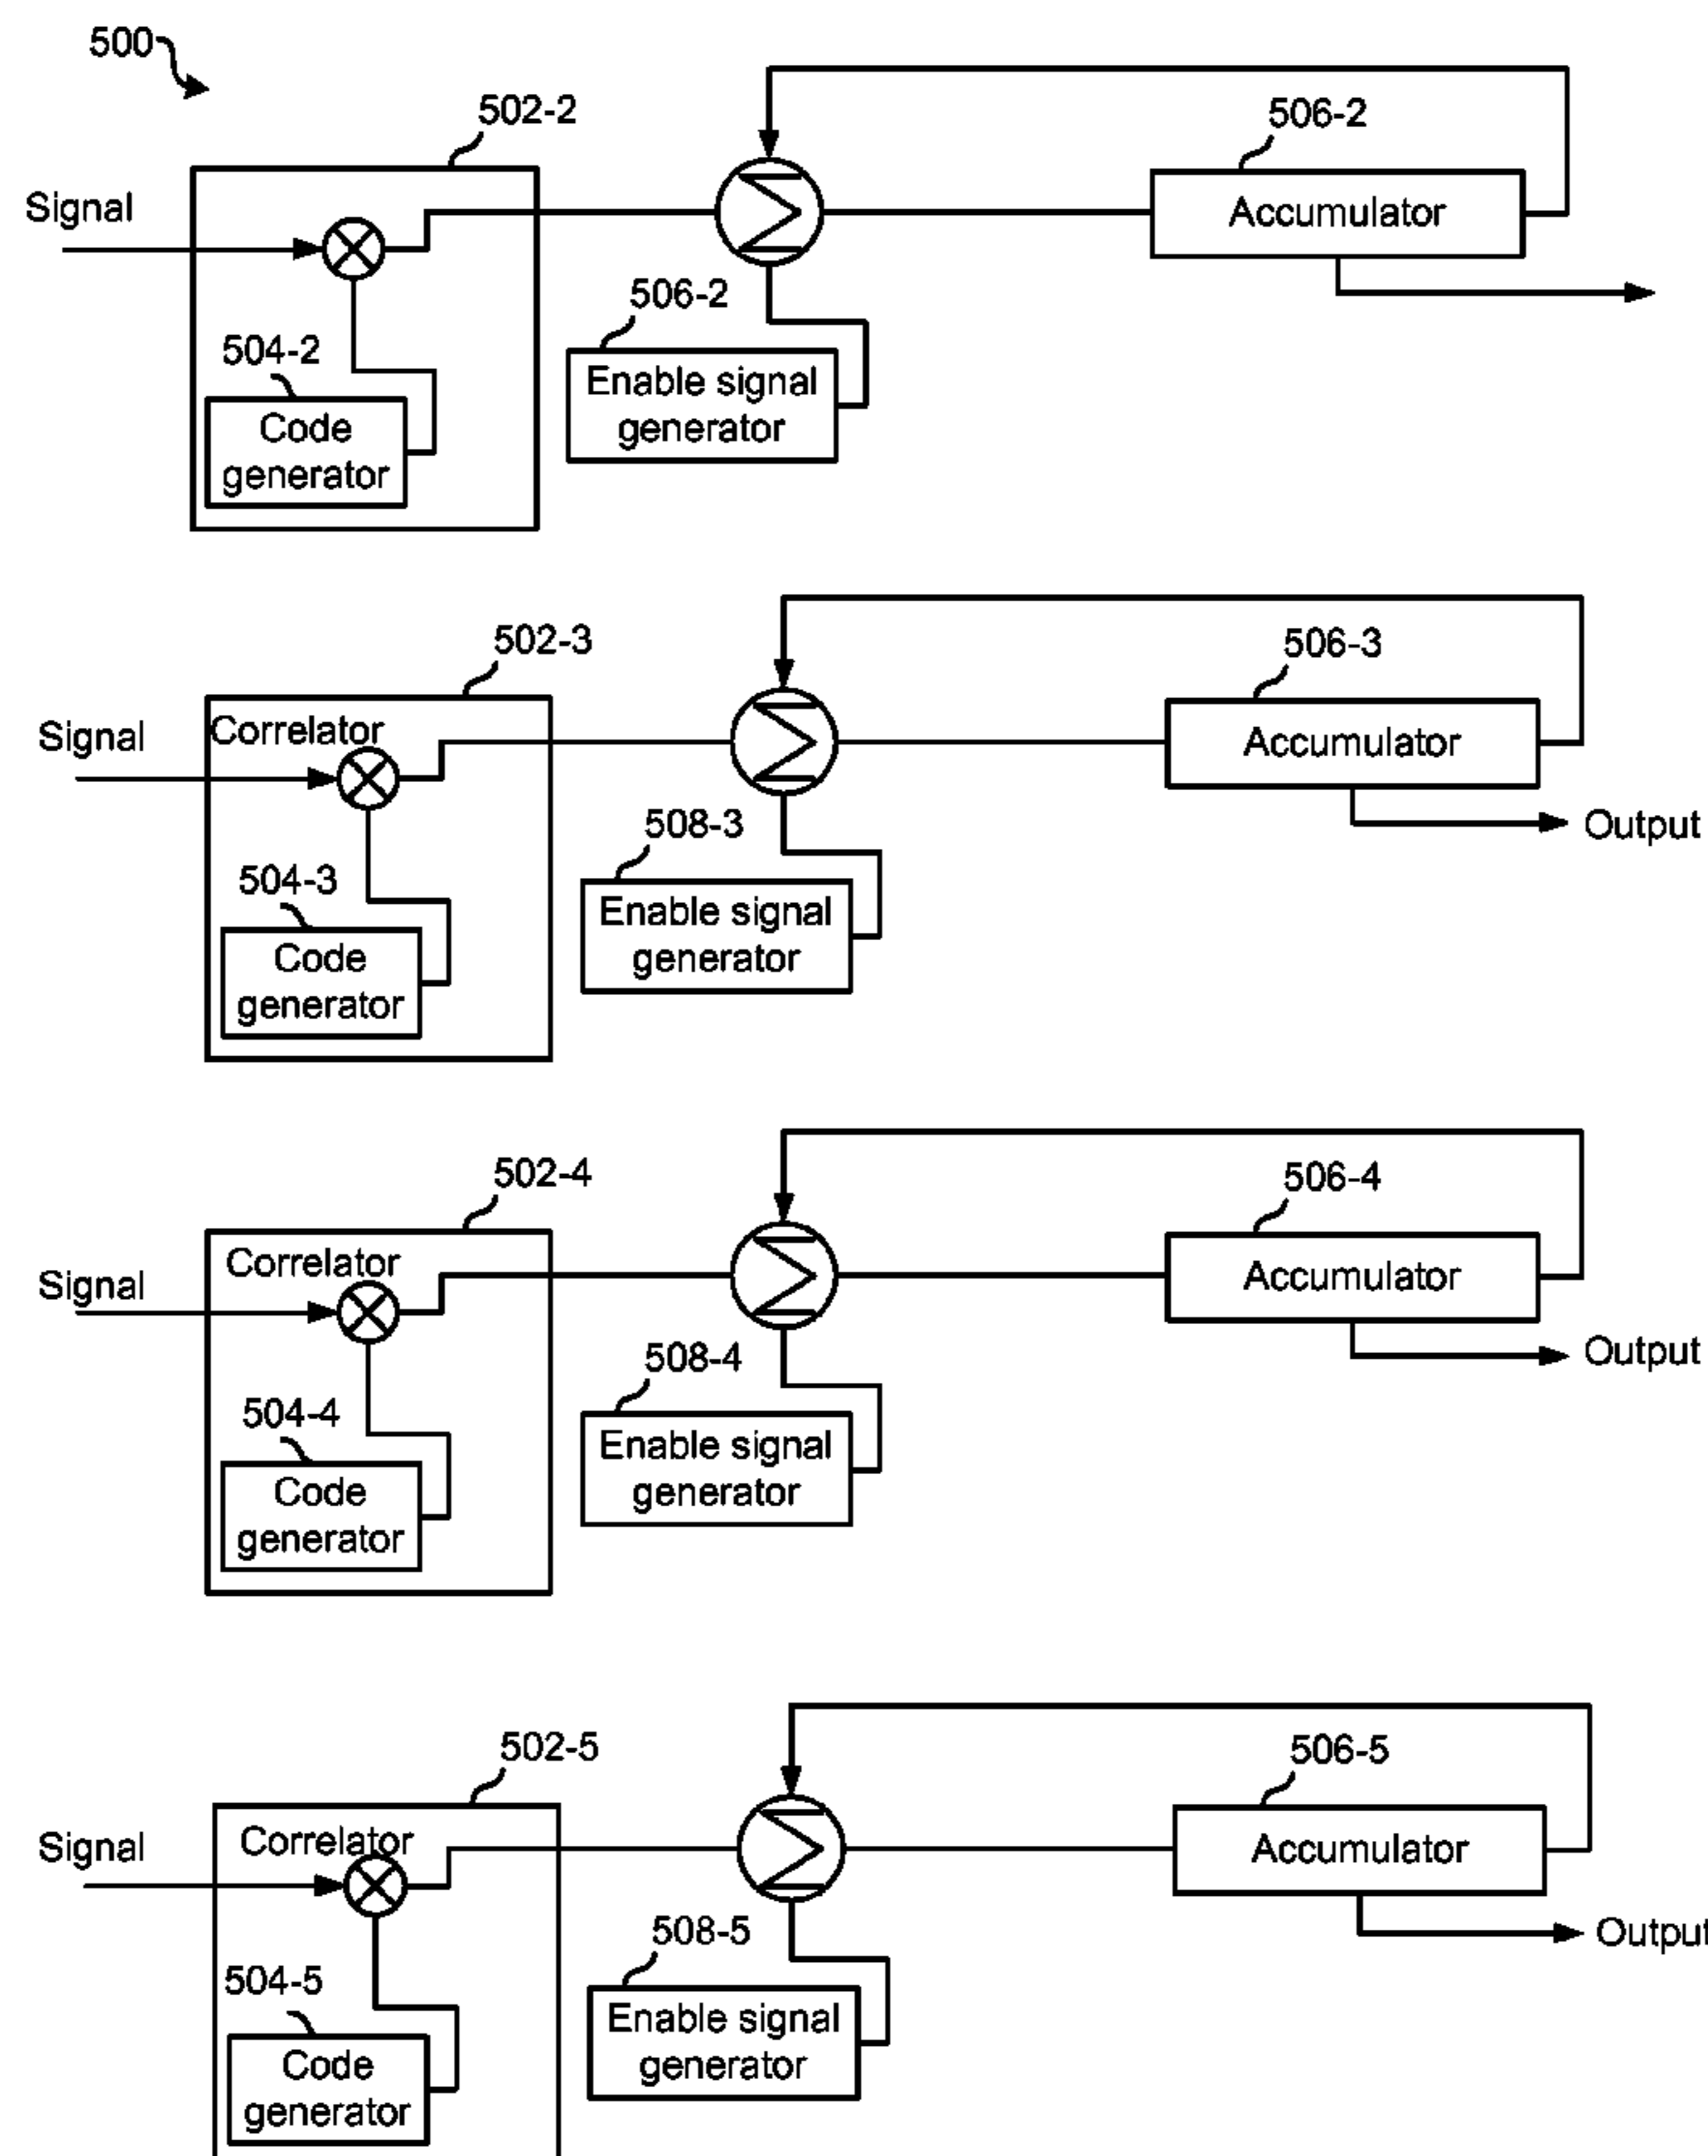 500
502-2
506-2
Signal
Accumulator
506-2
504-2
Enable signal
generator
Code
generator
502-3
506-3
Signal
Correlator
Accumulator
508-3
Output
504-3
Enable signal
generator
Code
generator
502-4
506-4
Signal
Correlator
Accumulator
508-4
Output
504-4
Enable signal
generator
Code
generator
502-5
506-5
Signal
Correlator
Accumulator
508-5
Output
504-5
Enable signal
generator
Code
generator